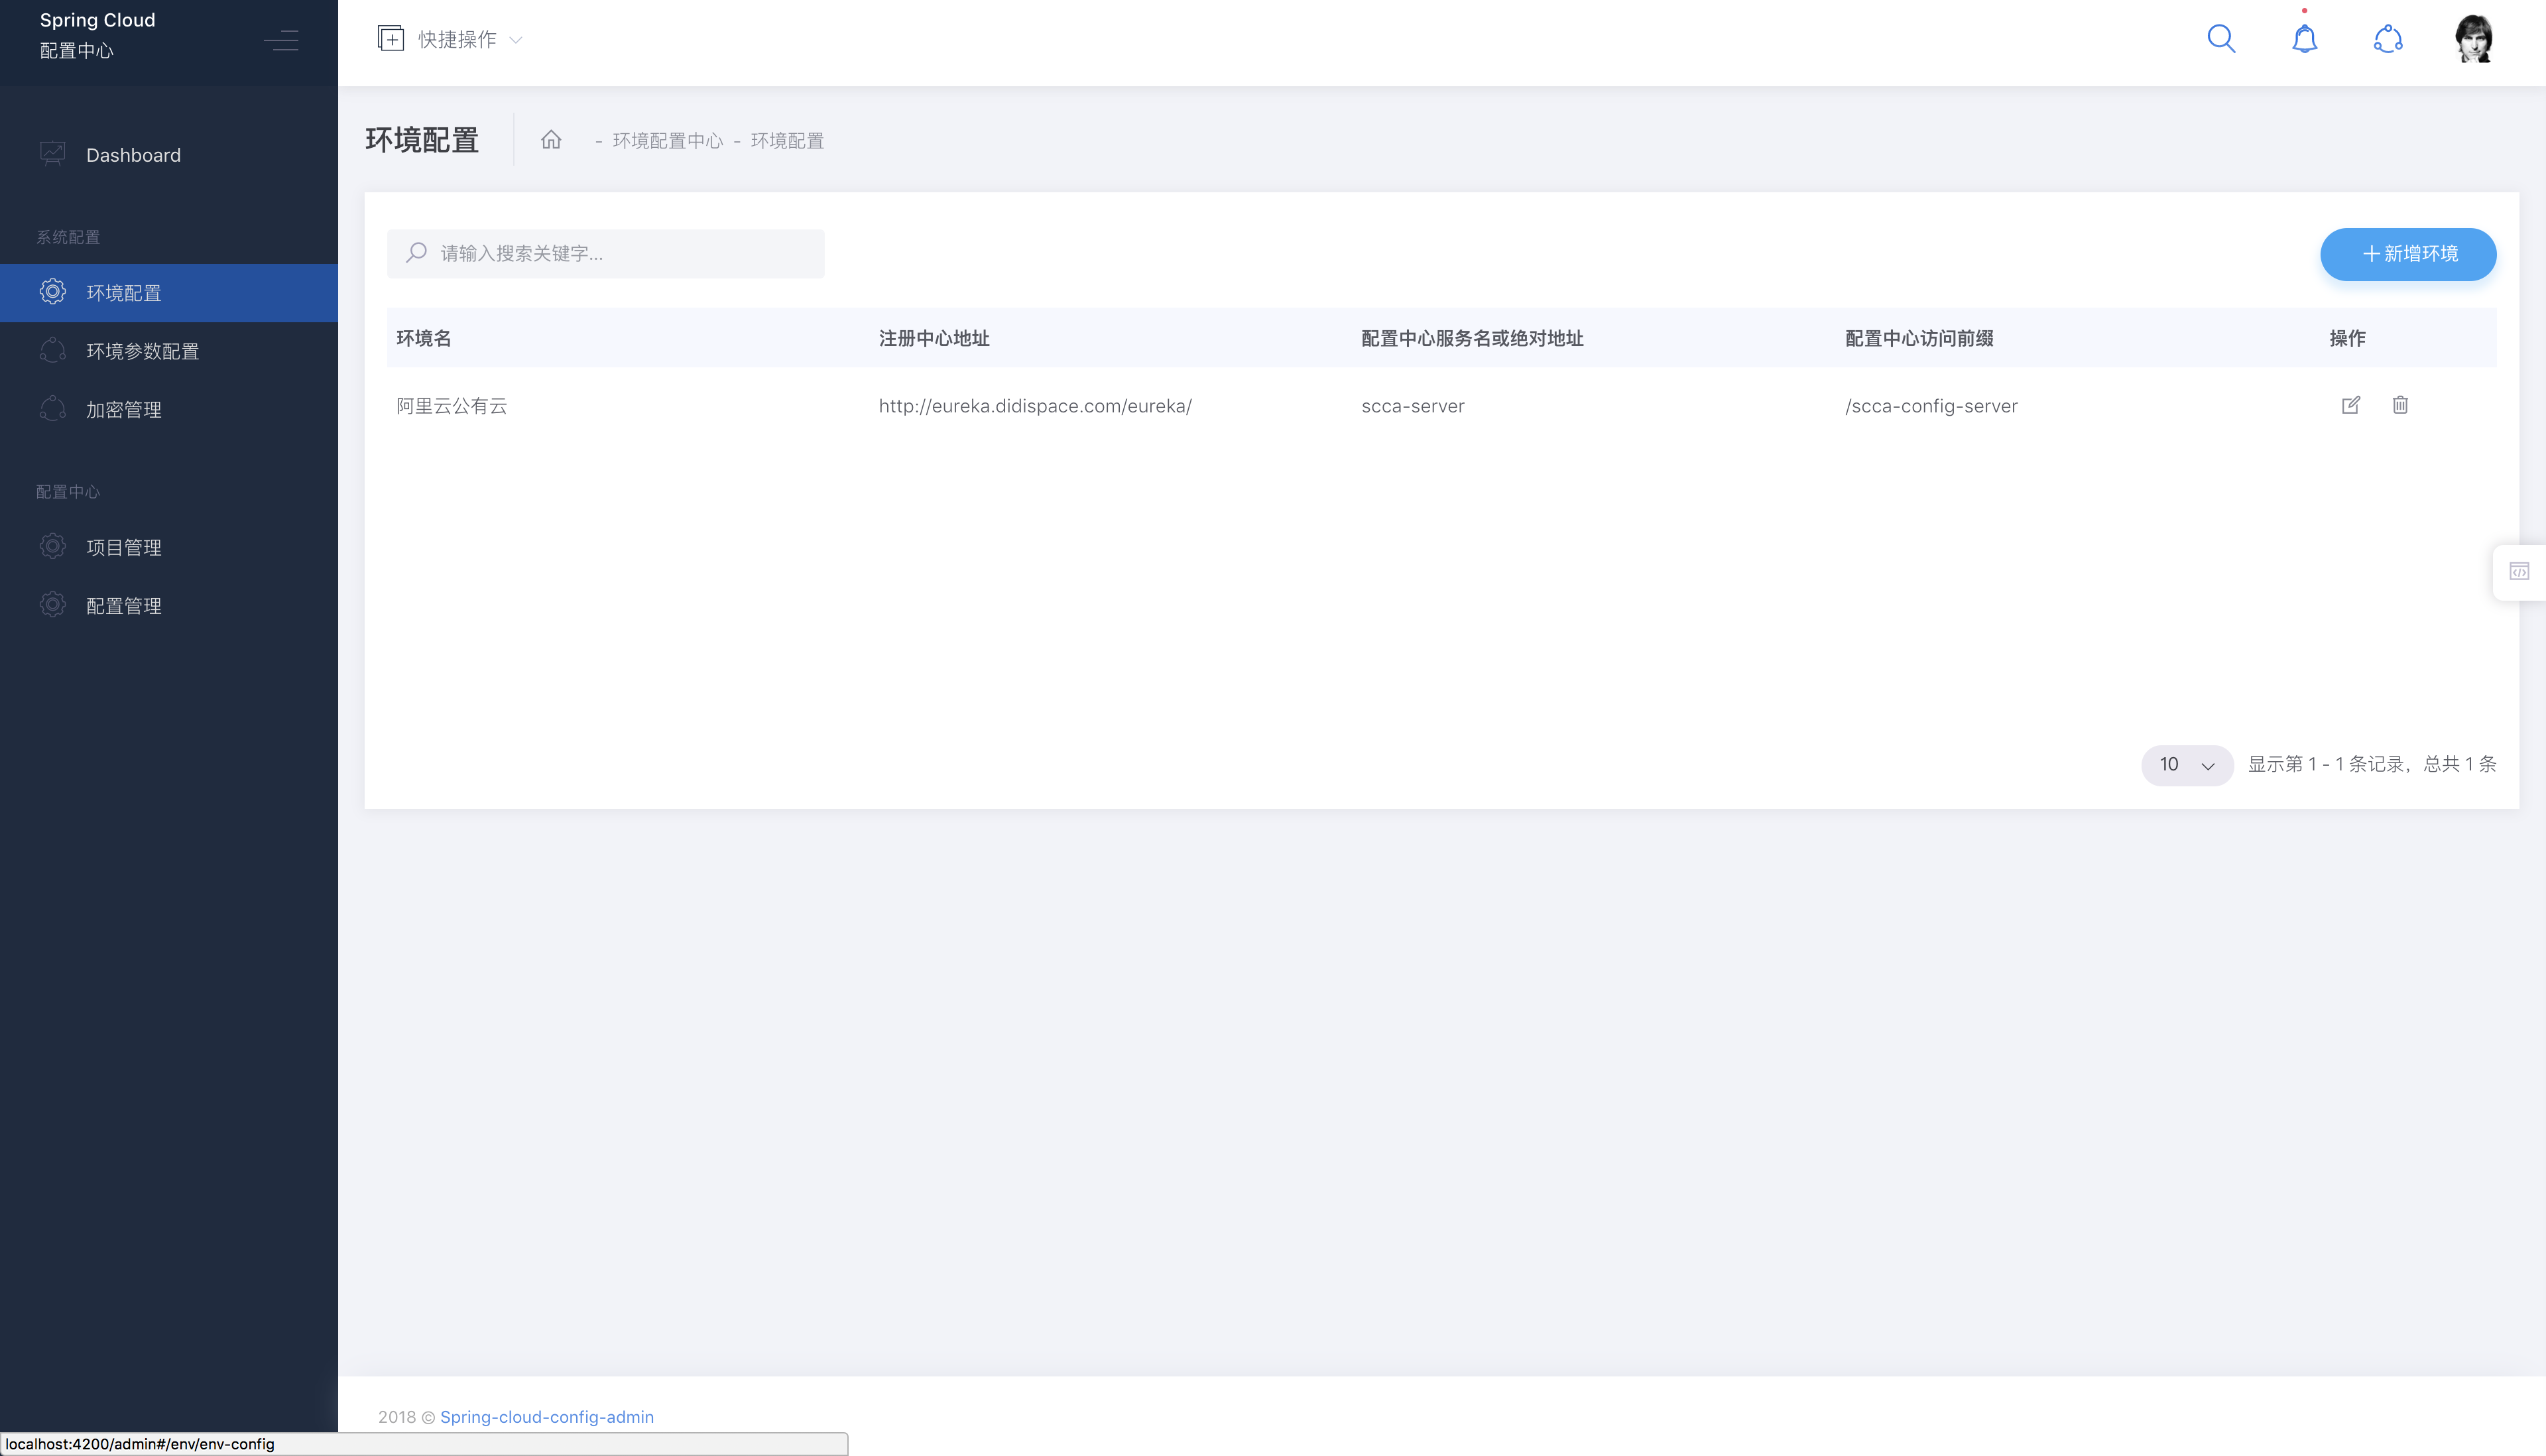 Spring Cloud
配置中心
快捷操作
Dashboard
系统配置
环境配置
环境参数配置
加密管理
配置中心
项目管理
配置管理
环境配置
- 环境配置中心 - 环境配置
请输入搜索关键字...
新增环境
环境名 注册中心地址 配置中心服务名或绝对地址 配置中心访问前缀 操作
阿里云公有云 http://eureka.didispace.com/eureka/ scca-server /scca-config-server
10 显示第 1 - 1 条记录，总共 1 条
2018 © Spring-cloud-config-admin
localhost:4200/admin#/env/env-config